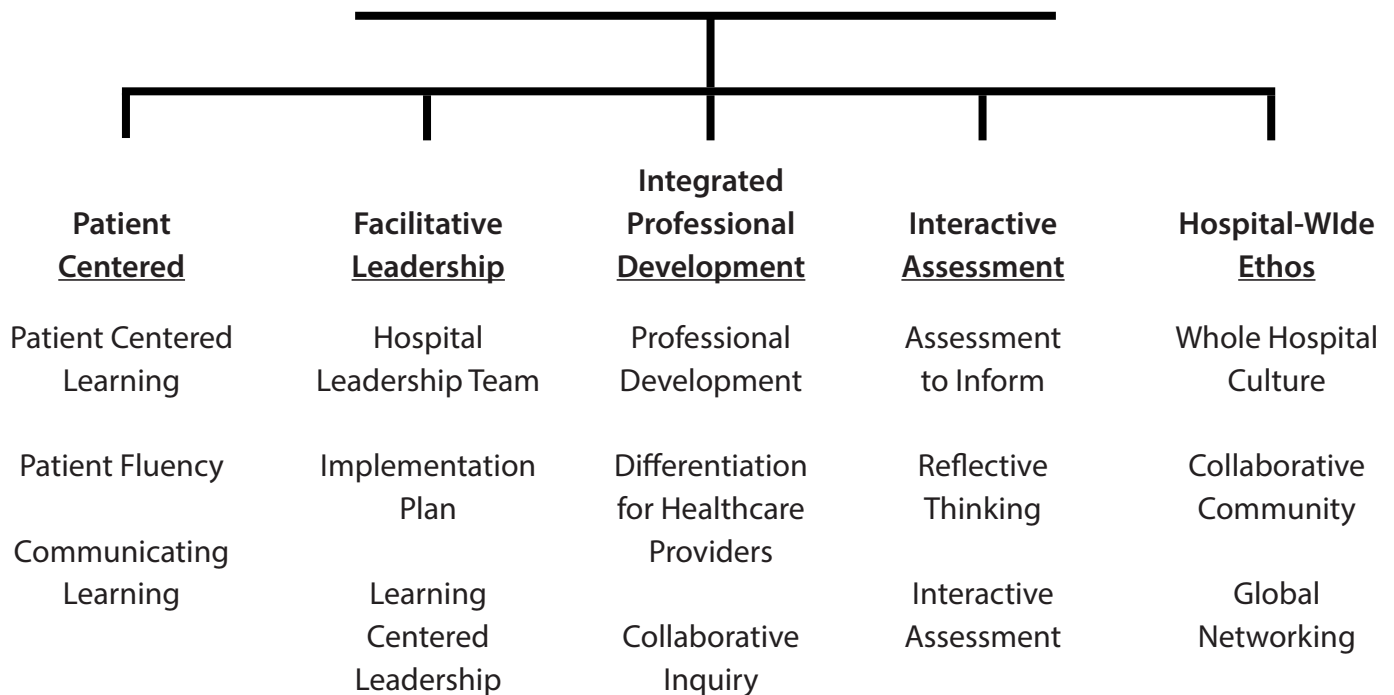 Patient
Centered
Patient Centered
Learning
Patient Fluency
Communicating
Learning
Facilitative
Leadership
Hospital
Leadership Team
Implementation
Plan
Learning
Centered
Leadership
Integrated
Professional
Development
Professional
Development
Differentiation
for Healthcare
Providers
Collaborative
Inquiry
Interactive
Assessment
Assessment
to Inform
Reflective
Thinking
Interactive
Assessment
Hospital-WIde
Ethos
Whole Hospital
Culture
Collaborative
Community
Global
Networking